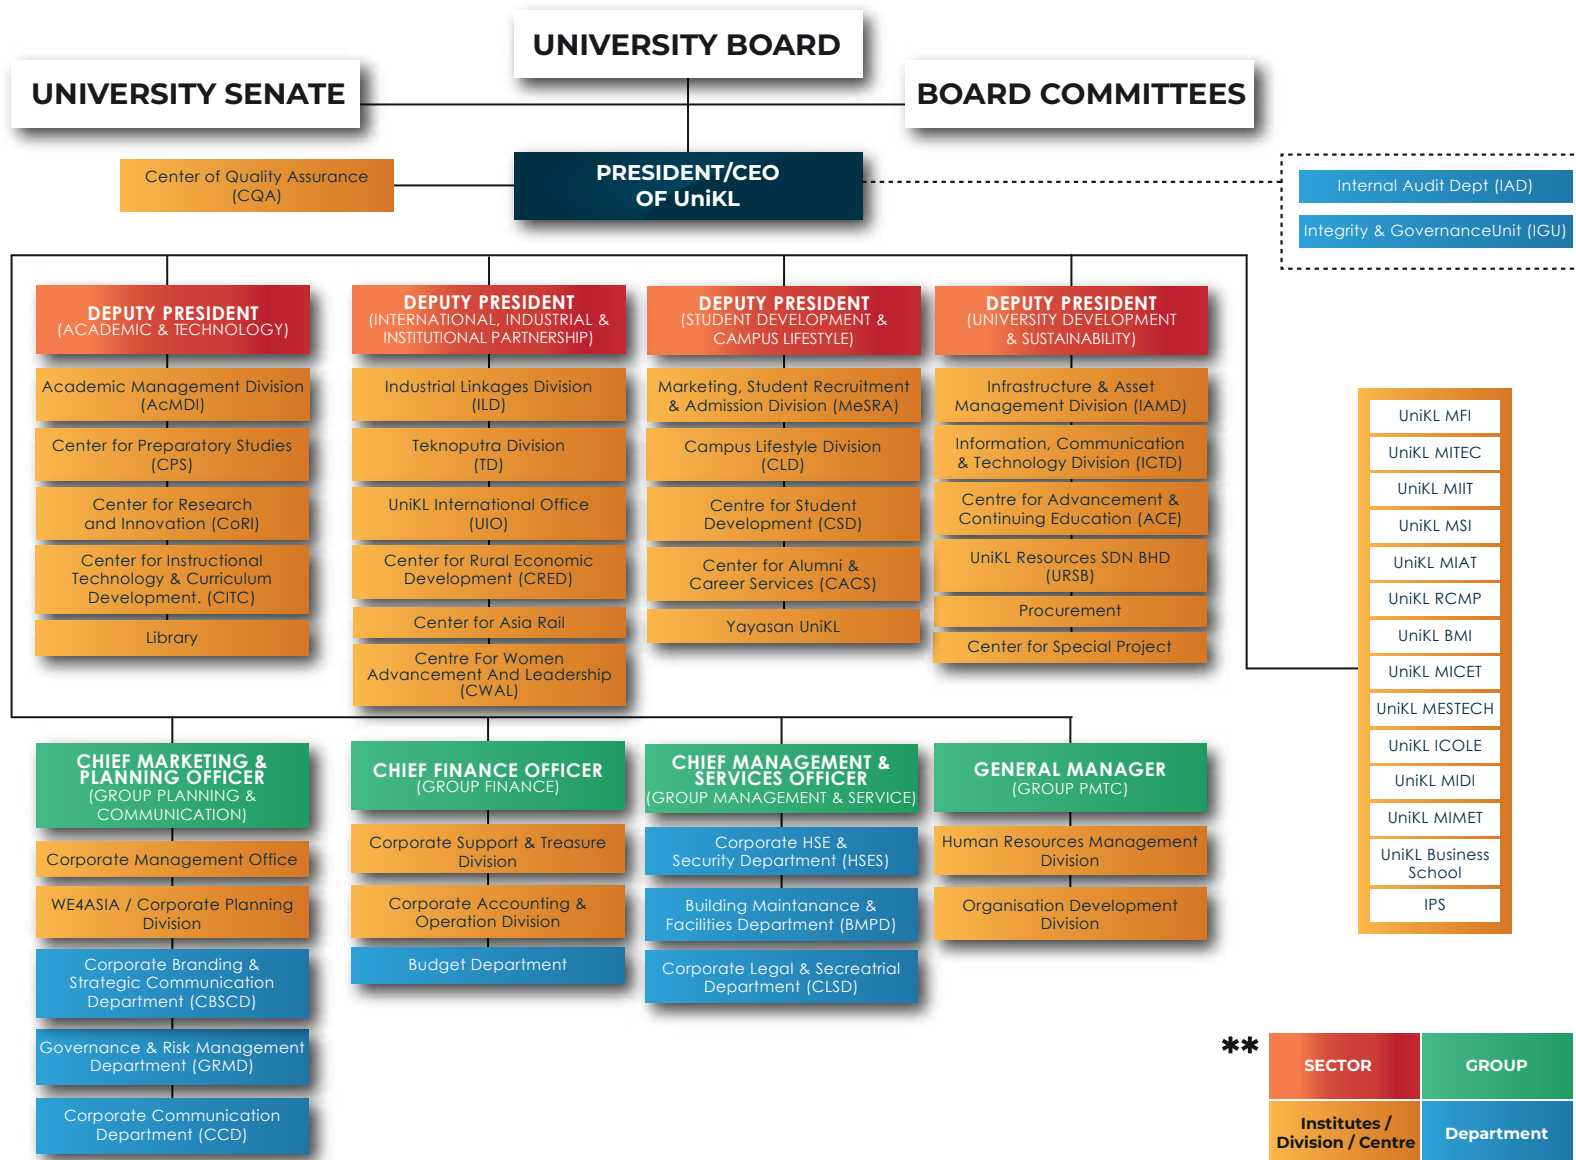 UNIVERSITY BOARD
UNIVERSITY SENATE
BOARD COMMITTEES
Center of Quality Assurance
(CQA)
PRESIDENT/CEO
OF UniKL
Internal Audit Dept (IAD)
Integrity & GovernanceUnit (IGU)
DEPUTY PRESIDENT
(ACADEMIC & TECHNOLOGY)
Academic Management Division
(AcMDI)
Center for Preparatory Studies
(CPS)
Center for Research
and Innovation (CoRI)
Center for Instructional
Technology & Curriculum
Development. (CITC)
Library
DEPUTY PRESIDENT
(INTERNATIONAL, INDUSTRIAL &
INSTITUTIONAL PARTNERSHIP)
Industrial Linkages Division
(ILD)
Teknoputra Division
(TD)
UniKL International Office
(UIO)
Center for Rural Economic
Development (CRED)
Center for Asia Rail
Centre For Women
Advancement And Leadership
(CWAL)
DEPUTY PRESIDENT
(STUDENT DEVELOPMENT &
CAMPUS LIFESTYLE)
Marketing, Student Recruitment
& Admission Division (MeSRA)
Campus Lifestyle Division
(CLD)
Centre for Student
Development (CSD)
Center for Alumni &
Career Services (CACS)
Yayasan UniKL
DEPUTY PRESIDENT
(UNIVERSITY DEVELOPMENT
& SUSTAINABILITY)
Infrastructure & Asset
Management Division (IAMD)
Information, Communication
& Technology Division (ICTD)
Centre for Advancement &
Continuing Education (ACE)
UniKL Resources SDN BHD
(URSB)
Procurement
Center for Special Project
UniKL MFI
UniKL MITEC
UniKL MIIT
UniKL MSI
UniKL MIAT
UniKL RCMP
UniKL BMI
UniKL MICET
UniKL MESTECH
UniKL ICOLE
UniKL MIDI
UniKL MIMET
UniKL Business
School
IPS
CHIEF MARKETING &
PLANNING OFFICER
(GROUP PLANNING &
COMMUNICATION)
Corporate Management Office
WE4ASIA / Corporate Planning
Division
Corporate Branding &
Strategic Communication
Department (CBSCD)
Governance & Risk Management
Department (GRMD)
Corporate Communication
Department (CCD)
CHIEF FINANCE OFFICER
(GROUP FINANCE)
Corporate Support & Treasure
Division
Corporate Accounting &
Operation Division
Budget Department
CHIEF MANAGEMENT &
SERVICES OFFICER
(GROUP MANAGEMENT & SERVICE)
Corporate HSE &
Security Department (HSES)
Building Maintanance &
Facilities Department (BMPD)
Corporate Legal & Secreatrial
Department (CLSD)
GENERAL MANAGER
(GROUP PMTC)
Human Resources Management
Division
Organisation Development
Division
**
SECTOR
GROUP
Institutes /
Division / Centre
Department